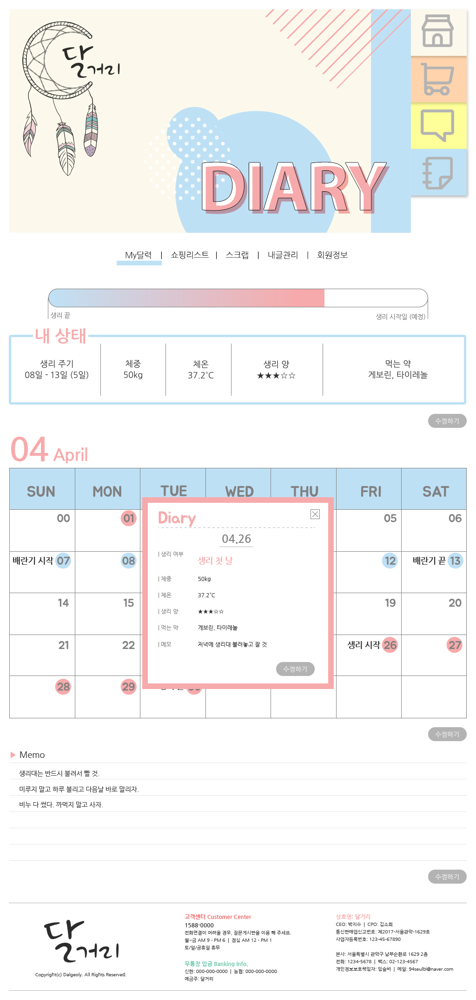 달거리
DIARY
My달력 | 쇼핑리스트 | 스크랩 | 내글관리 | 회원정보
생리 끝
생리 시작일 (예정)
내 상태
생리 주기
08일 - 13일 (5일)
체중
50kg
체온
37.2°C
생리 양
★★★☆☆
먹는 약
게보린, 타이레놀
수정하기
04 April
SUN MON TUE WED THU FRI SAT
00 01 05 06
배란기 시작 07 08 12 배란기 끝 13
14 15 19 20
21 22 생리 시작 26 27
28 29
Diary
04.26
| 생리 여부 생리 첫 날
| 체중 50kg
| 체온 37.2°C
| 생리 양 ★★★☆☆
| 먹는 약 게보린, 타이레놀
| 메모 저녁에 생리대 불려놓고 잘 것
수정하기
수정하기
▶ Memo
생리대는 반드시 불려서 빨 것.
미루지 말고 하루 불리고 다음날 바로 말리자.
비누 다 썼다. 까먹지 말고 사자.
수정하기
달거리
Copyright(c) Dalgeoly. All Rights Reserved.
고객센터 Customer Center
1588-0000
전화연결이 어려울 경우, 질문게시판을 이용 해 주세요.
월~금 AM 9 - PM 6 | 점심 AM 12 - PM 1
토/일/공휴일 휴무
무통장 입금 Banking Info.
신한: 000-000-0000 | 농협: 000-000-0000
예금주: 달거리
상호명: 달거리
CEO: 박지수 | CPO: 김소희
통신판매업신고번호: 제2017-서울관악-1629호
사업자등록번호: 123-45-67890
본사: 서울특별시 관악구 남부순환로 1629 2층
전화: 1234-5678 | 팩스: 02-123-4567
개인정보보호책임자: 임슬비 | 메일: 94seulbi@naver.com